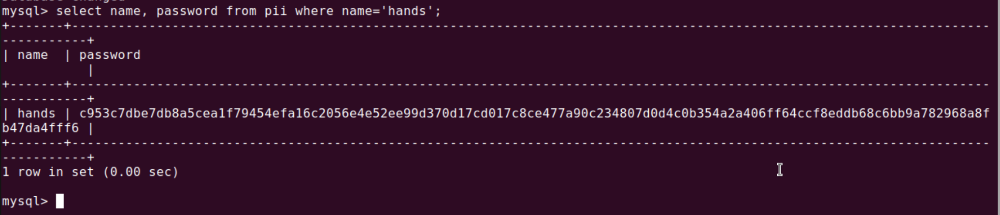 mysql> select name, password from pii where name='hands';
+-------+-----------------------------------------------------------------------------------------------------------------------
-----------+
| name  | password
           |
+-------+-----------------------------------------------------------------------------------------------------------------------
-----------+
| hands | c953c7dbe7db8a5cea1f79454efa16c2056e4e52ee99d370d17cd017c8ce477a90c234807d0d4c0b354a2a406ff64ccf8eddb68c6bb9a782968a8f
b47da4fff6 |
+-------+-----------------------------------------------------------------------------------------------------------------------
-----------+
1 row in set (0.00 sec)
mysql>